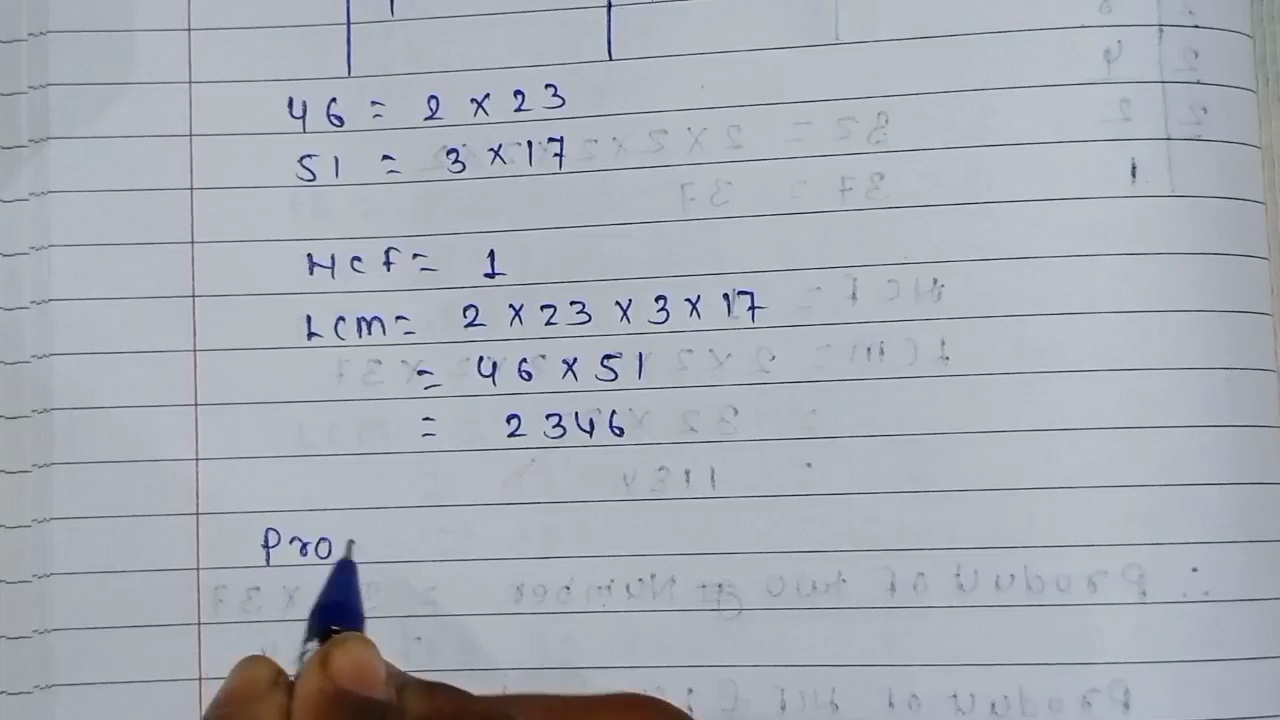 46 = 2 × 23
51 = 3 × 17
HCF = 1
LCM = 2 × 23 × 3 × 17
= 46 × 51
= 2346
Pro